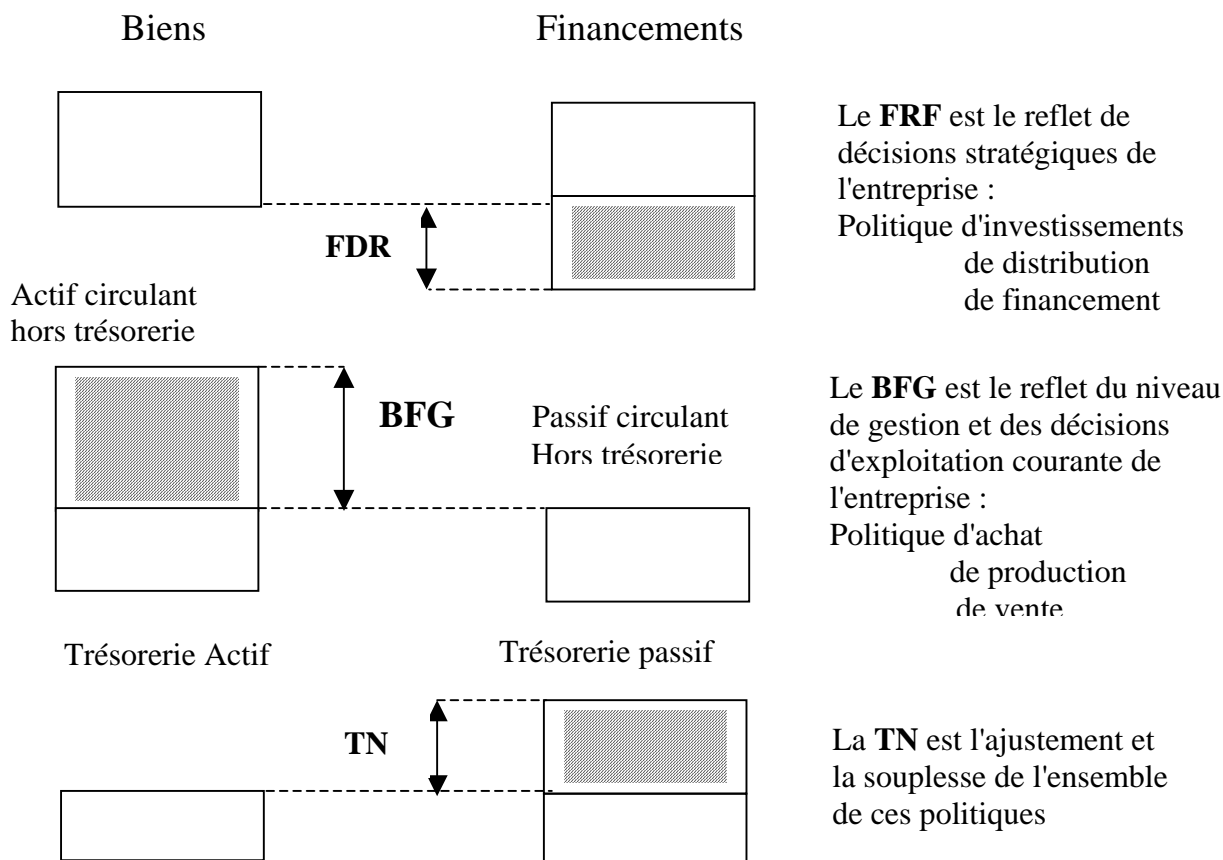 Biens
Financements
Le FRF est le reflet de
décisions stratégiques de
l'entreprise :
Politique d'investissements
de distribution
de financement
FDR
Actif circulant
hors trésorerie
BFG
Passif circulant
Hors trésorerie
Le BFG est le reflet du niveau
de gestion et des décisions
d'exploitation courante de
l'entreprise :
Politique d'achat
de production
de vente
Trésorerie Actif
Trésorerie passif
TN
La TN est l'ajustement et
la souplesse de l'ensemble
de ces politiques